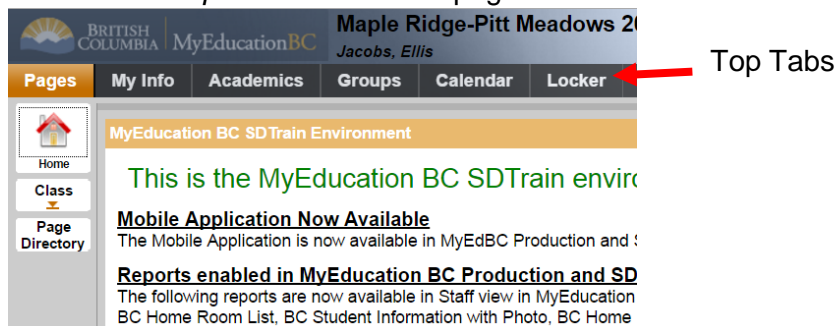 BRITISH COLUMBIA MyEducationBC Maple Ridge-Pitt Meadows
Jacobs, Ellis
Pages My Info Academics Groups Calendar Locker
Top Tabs
Home
Class
Page Directory
MyEducation BC SDTrain Environment
This is the MyEducation BC SDTrain
Mobile Application Now Available
The Mobile Application is now available in MyEdBC Production and
Reports enabled in MyEducation BC Production and SD
The following reports are now available in Staff view in MyEducation
BC Home Room List, BC Student Information with Photo, BC Home